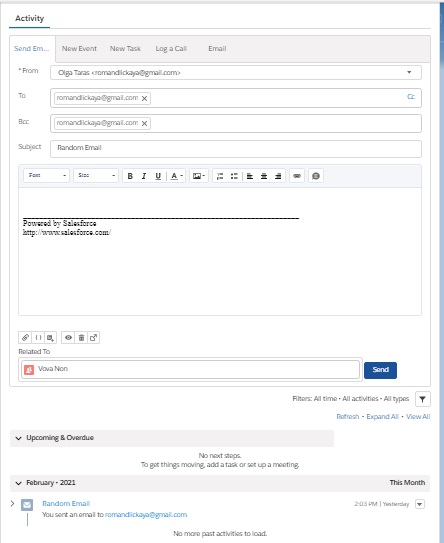 Activity
Send Em... New Event New Task Log a Call Email
* From Olga Taras <romandlickaya@gmail.com>
To romandlickaya@gmail.com × Cc
Bcc romandlickaya@gmail.com ×
Subject Random Email
Font Size B I U A
Powered by Salesforce
http://www.salesforce.com/
Related To
Vova Non Send
Filters: All time • All activities • All types
Refresh • Expand All • View All
Upcoming & Overdue
No next steps.
To get things moving, add a task or set up a meeting.
February • 2021 This Month
Random Email 2:03 PM | Yesterday
You sent an email to romandlickaya@gmail.com
No more past activities to load.